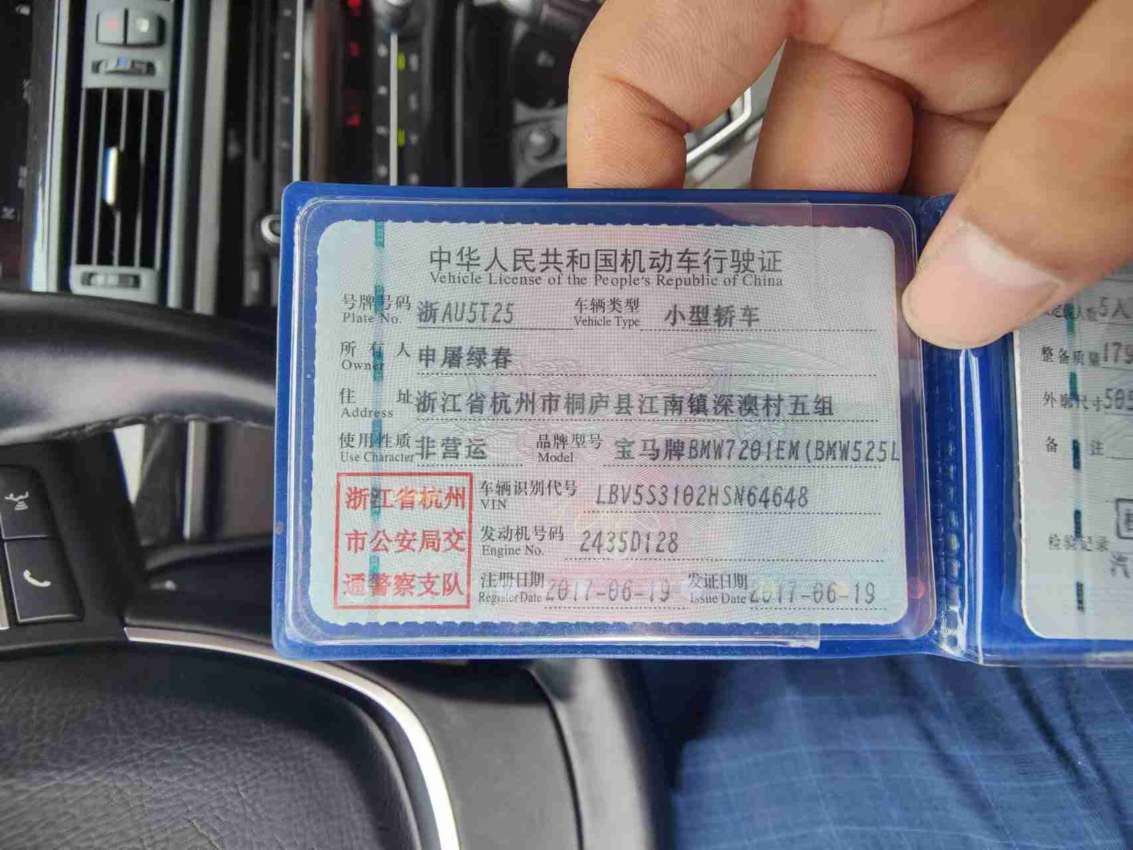 中华人民共和国机动车行驶证
Vehicle License of the People's Republic of China
号牌号码 浙AU5T25 车辆类型 小型轿车
Plate No. Vehicle Type
所有人 申屠绿春
Owner
住址 浙江省杭州市桐庐县江南镇深澳村五组
Address
使用性质 非营运 品牌型号 宝马牌BMW7201EM(BMW525L
Use Character Model
浙江省杭州
市公安局交
通警察支队
车辆识别代号 LBV5S3102HSN64648
VIN
发动机号码 2435D128
Engine No.
注册日期 2017-06-19 发证日期 2017-06-19
Register Date Issue Date
5人
整备质量 179
外廓尺寸 505
备注
检验记录